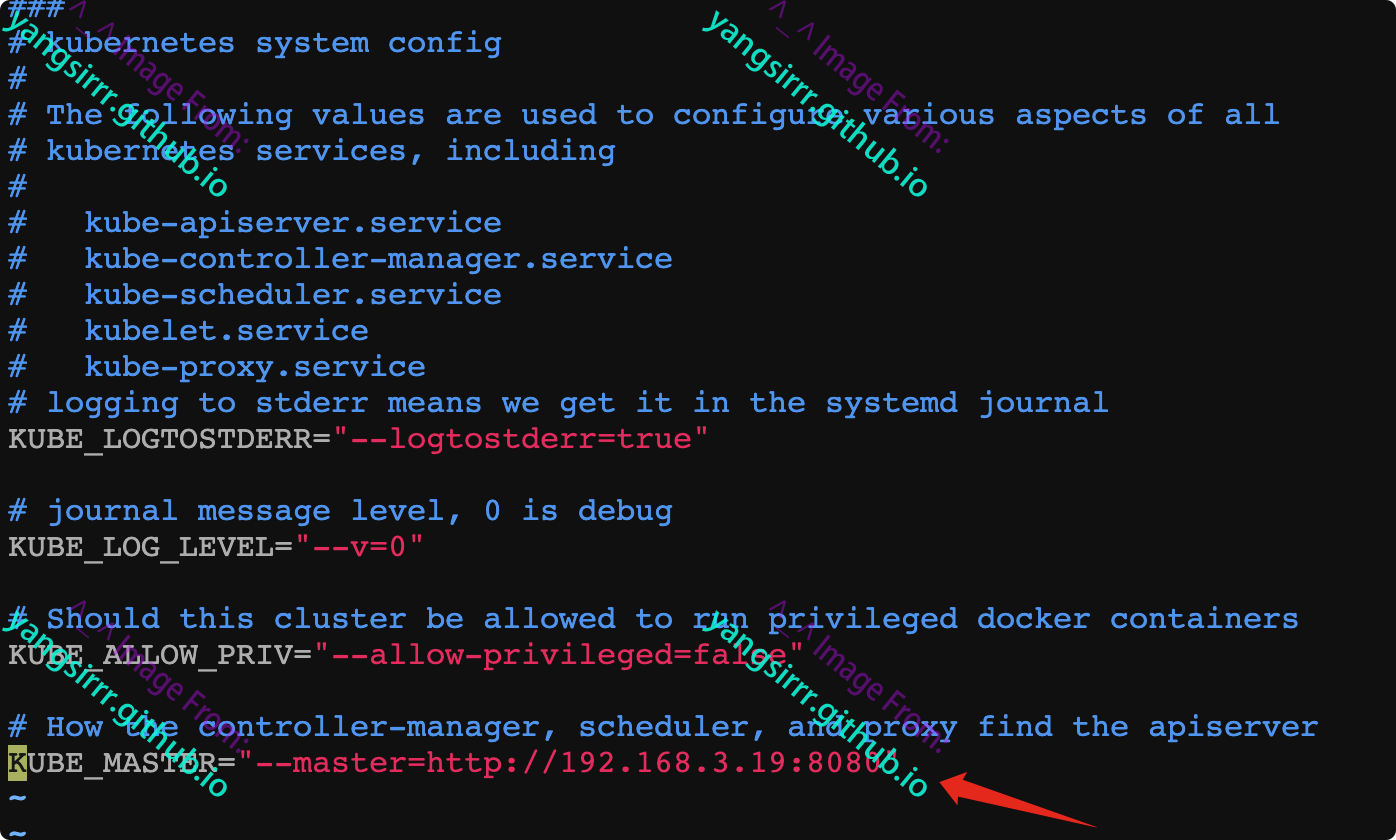 ###
# kubernetes system config
#
# The following values are used to configure various aspects of all
# kubernetes services, including
#
#   kube-apiserver.service
#   kube-controller-manager.service
#   kube-scheduler.service
#   kubelet.service
#   kube-proxy.service
# logging to stderr means we get it in the systemd journal
KUBE_LOGTOSTDERR="--logtostderr=true"

# journal message level, 0 is debug
KUBE_LOG_LEVEL="--v=0"

# Should this cluster be allowed to run privileged docker containers
KUBE_ALLOW_PRIV="--allow-privileged=false"

# How the controller-manager, scheduler, and proxy find the apiserver
KUBE_MASTER="--master=http://192.168.3.19:8080"
~
~
^_^ Image From:
yangsirrr.github.io
^_^ Image From:
yangsirrr.github.io
^_^ Image From:
yangsirrr.github.io
^_^ Image From:
yangsirrr.github.io